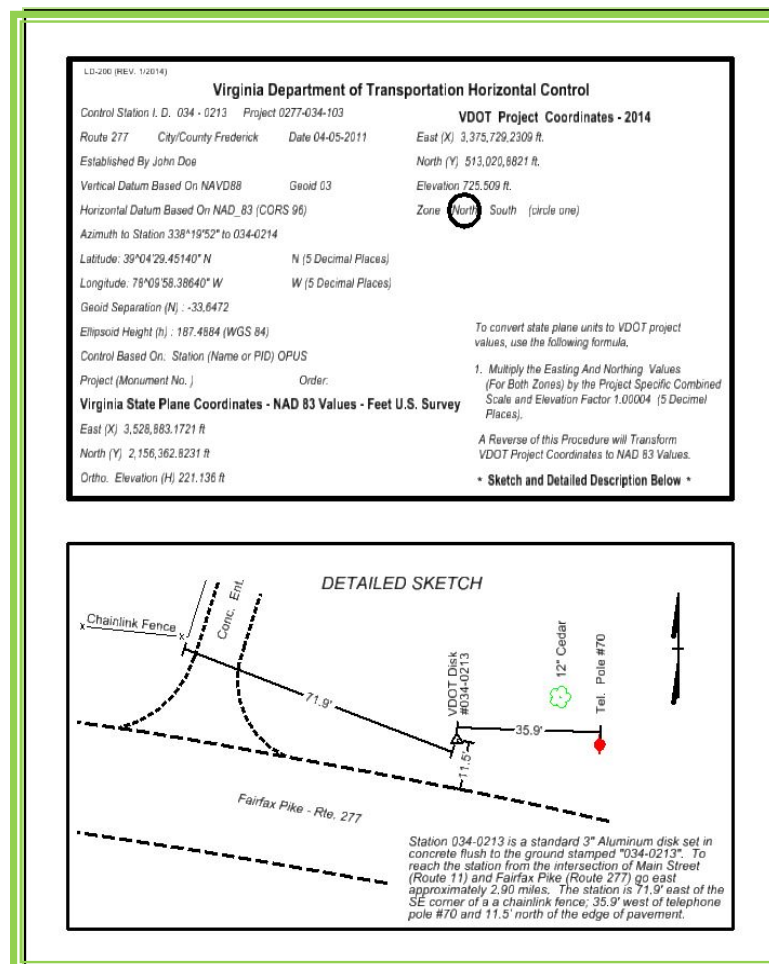 LD-200 (REV. 1/2014)
Virginia Department of Transportation Horizontal Control
Control Station I. D. 034 - 0213 Project 0277-034-103
VDOT Project Coordinates - 2014
Route 277 City/County Frederick Date 04-05-2011
East (X) 3,375,729.2309 ft.
Established By John Doe
North (Y) 513,020.8821 ft.
Vertical Datum Based On NAVD88 Geoid 03
Elevation 725.509 ft.
Horizontal Datum Based On NAD_83 (CORS 96)
Zone North South (circle one)
Azimuth to Station 338^19'52" to 034-0214
Latitude: 39^04'29.45140" N N (5 Decimal Places)
Longitude: 78^09'58.38640" W W (5 Decimal Places)
Geoid Separation (N) : -33.6472
Ellipsoid Height (h) : 187.4884 (WGS 84)
Control Based On: Station (Name or PID) OPUS
Project (Monument No. ) Order:
Virginia State Plane Coordinates - NAD 83 Values - Feet U.S. Survey
East (X) 3,528,883.1721 ft
North (Y) 2,156,362.8231 ft
Ortho. Elevation (H) 221.136 ft
To convert state plane units to VDOT project
values, use the following formula.
1. Multiply the Easting And Northing Values
(For Both Zones) by the Project Specific Combined
Scale and Elevation Factor 1.00004 (5 Decimel
Places).
A Reverse of this Procedure will Transform
VDOT Project Coordinates to NAD 83 Values.
* Sketch and Detailed Description Below *
DETAILED SKETCH
Chainlink Fence
Conc. Ent.
71.9'
VDOT Disk
#034-0213
12" Cedar
Tel. Pole #70
35.9'
11.5'
Fairfax Pike - Rte. 277
Station 034-0213 is a standard 3" Aluminum disk set in
concrete flush to the ground stamped "034-0213". To
reach the station from the intersection of Main Street
(Route 11) and Fairfax Pike (Route 277) go east
approximately 2.90 miles. The station is 71.9' east of the
SE corner of a a chainlink fence; 35.9' west of telephone
pole #70 and 11.5' north of the edge of pavement.